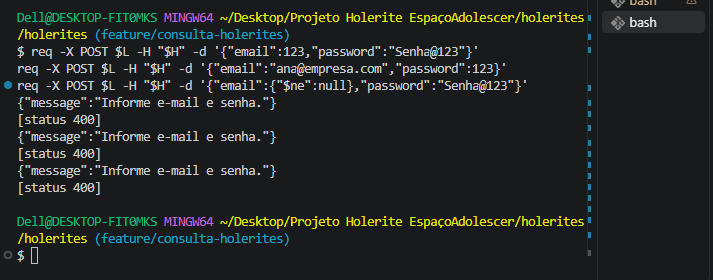 Dell@DESKTOP-FIT0MKS MINGW64 ~/Desktop/Projeto Holerite EspaçoAdolescer/holerites
/holerites (feature/consulta-holerites)
$ req -X POST $L -H "$H" -d '{"email":123,"password":"Senha@123"}'
req -X POST $L -H "$H" -d '{"email":"ana@empresa.com","password":123}'
req -X POST $L -H "$H" -d '{"email":{"$ne":null},"password":"Senha@123"}'
{"message":"Informe e-mail e senha."}
[status 400]
{"message":"Informe e-mail e senha."}
[status 400]
{"message":"Informe e-mail e senha."}
[status 400]
Dell@DESKTOP-FIT0MKS MINGW64 ~/Desktop/Projeto Holerite EspaçoAdolescer/holerites
/holerites (feature/consulta-holerites)
$
bash
bash